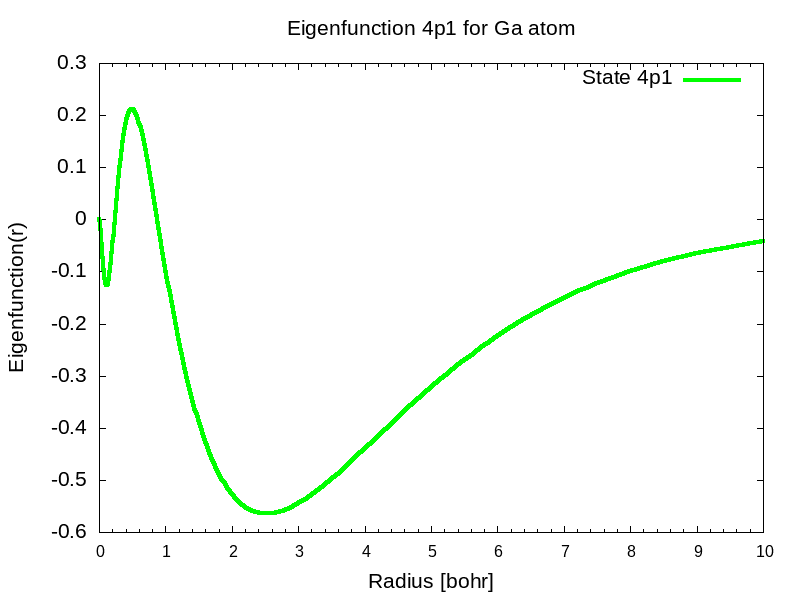 Eigenfunction 4p1 for Ga atom
State 4p1
0.3
0.2
0.1
0
-0.1
-0.2
-0.3
-0.4
-0.5
-0.6
Eigenfunction(r)
0 1 2 3 4 5 6 7 8 9 10
Radius [bohr]